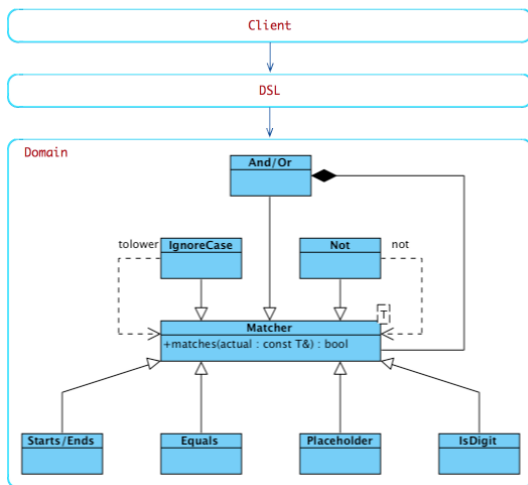 Client
DSL
Domain
And/Or
tolower
IgnoreCase
Not
not
T
Matcher
+matches(actual : const T&) : bool
Starts/Ends
Equals
Placeholder
IsDigit